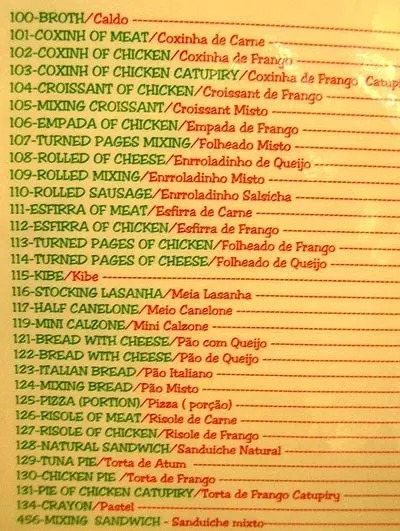 100-BROTH/Caldo
101-COXINH OF MEAT/Coxinha de Carne
102-COXINH OF CHICKEN/Coxinha de Frango
103-COXINH OF CHICKEN CATUPIRY/Coxinha de Frango Catupi
104-CROISSANT OF CHICKEN/Croissant de Frango
105-MIXING CROISSANT/Croissant Misto
106-EMPADA OF CHICKEN/Empada de Frango
107-TURNED PAGES MIXING/Folheado Misto
108-ROLLED OF CHEESE/Enrroladinho de Queijo
109-ROLLED MIXING/Enrroladinho Misto
110-ROLLED SAUSAGE/Enrroladinho Salsicha
111-ESFIRRA OF MEAT/Esfirra de Carne
112-ESFIRRA OF CHICKEN/Esfirra de Frango
113-TURNED PAGES OF CHICKEN/Folheado de Frango
114-TURNED PAGES OF CHEESE/Folheado de Queijo
115-KIBE/Kibe
116-STOCKING LASANHA/Meia Lasanha
117-HALF CANELONE/Meio Canelone
119-MINI CALZONE/Mini Calzone
121-BREAD WITH CHEESE/Pão com Queijo
122-BREAD WITH CHEESE/Pão de Queijo
123-ITALIAN BREAD/Pão Italiano
124-MIXING BREAD/Pão Misto
125-PIZZA (PORTION)/Pizza ( porção)
126-RISOLE OF MEAT/Risole de Carne
127-RISOLE OF CHICKEN/Risole de Frango
128-NATURAL SANDWICH/Sanduiche Natural
129-TUNA PIE/Torta de Atum
130-CHICKEN PIE /Torta de Frango
131-PIE OF CHICKEN CATUPIRY/Torta de Frango Catupiry
134-CRAYON/Pastel
496-MIXING SANDWICH - Sanduiche mixto